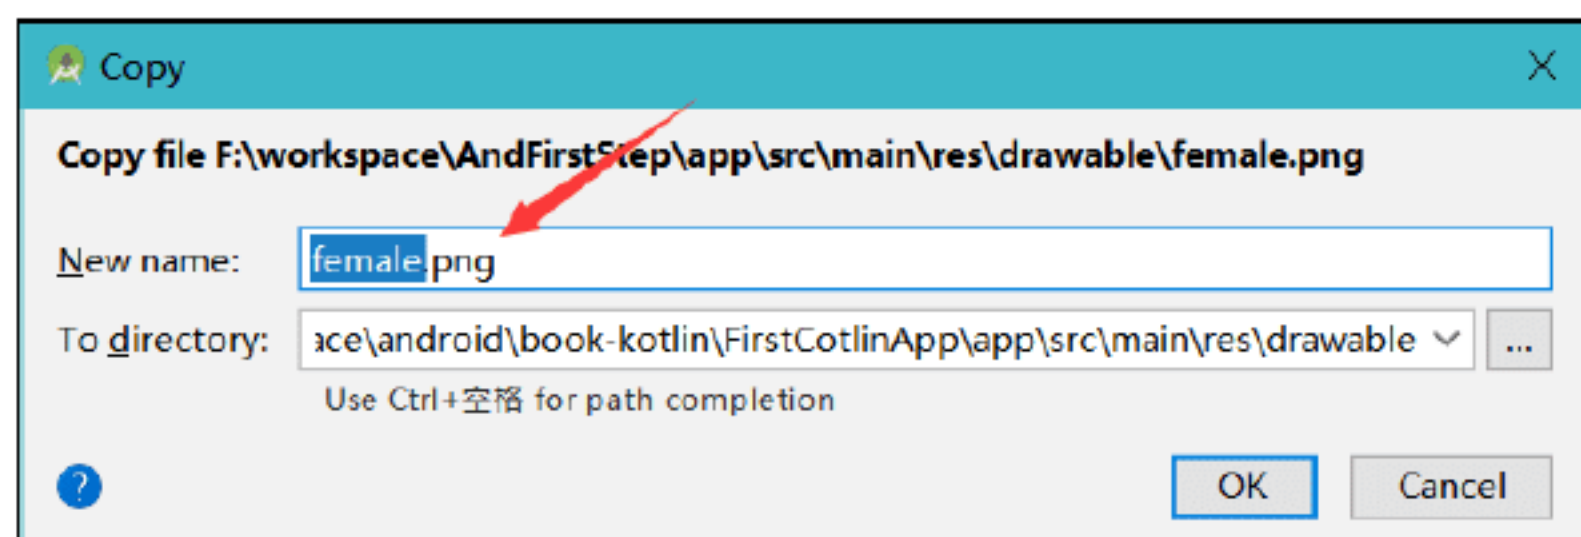 Copy
Copy file F:\workspace\AndFirstStep\app\src\main\res\drawable\female.png
New name: female.png
To directory: ace\android\book-kotlin\FirstCotlinApp\app\src\main\res\drawable ...
Use Ctrl+空格 for path completion
? OK Cancel